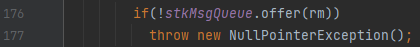 176 if(!stkMsgQueue.offer(rm))
177 throw new NullPointerException();